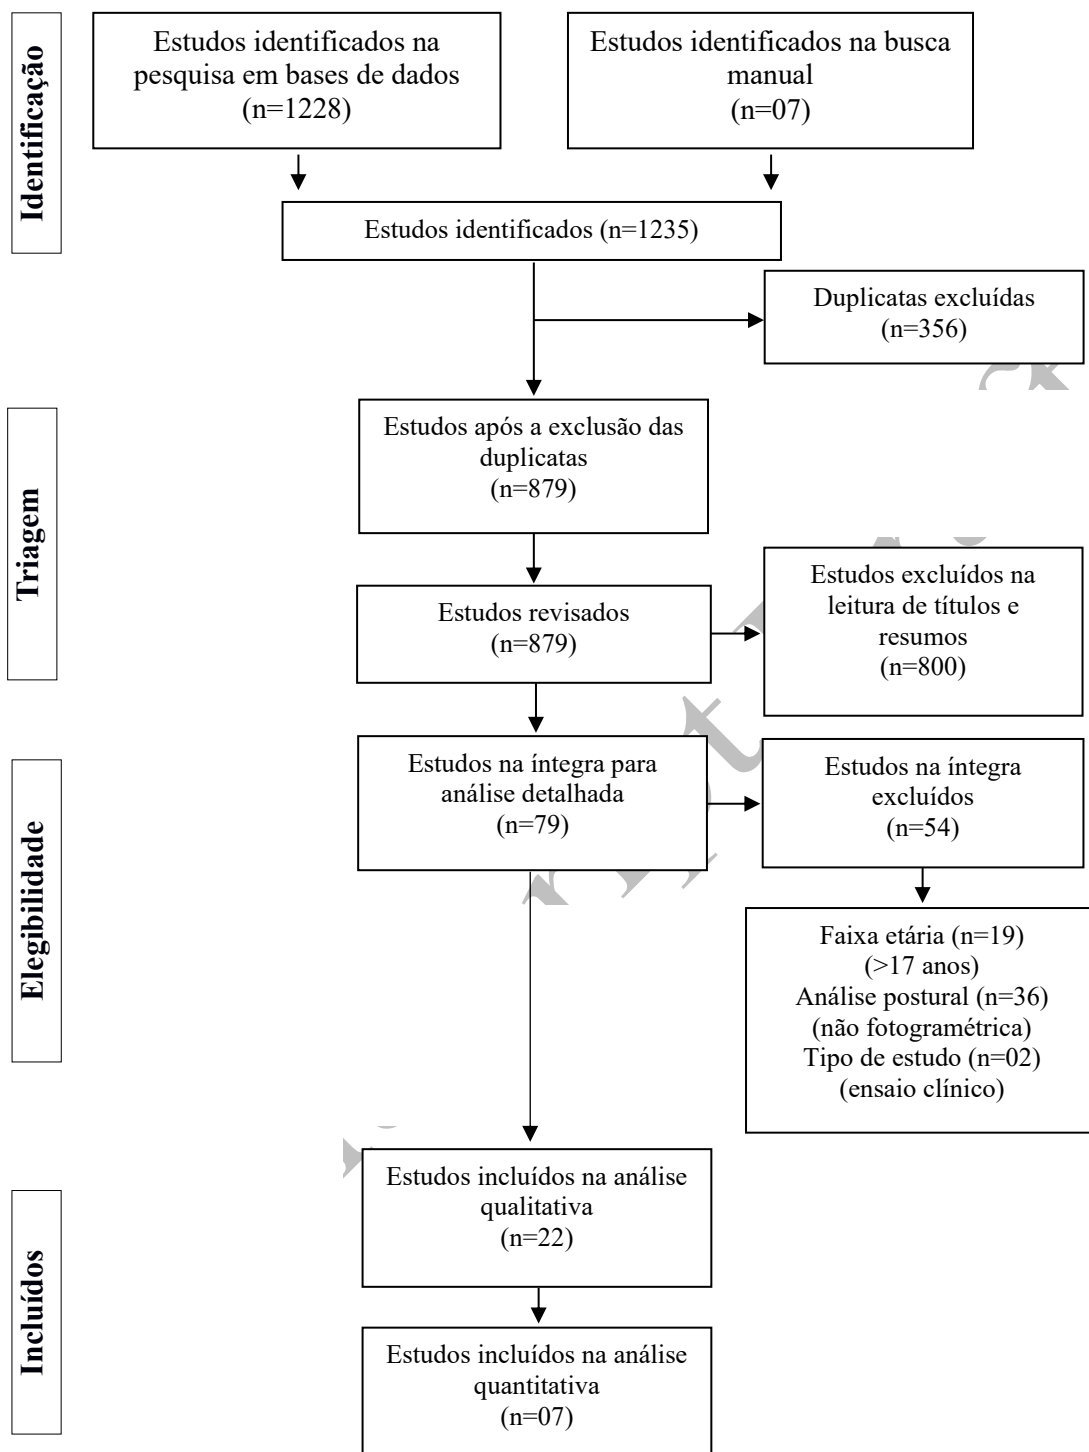 Identificação
Estudos identificados na
pesquisa em bases de dados
(n=1228)
Estudos identificados na busca
manual
(n=07)
Estudos identificados (n=1235)
Duplicatas excluídas
(n=356)
Triagem
Estudos após a exclusão das
duplicatas
(n=879)
Estudos revisados
(n=879)
Estudos excluídos na
leitura de títulos e
resumos
(n=800)
Elegibilidade
Estudos na íntegra para
análise detalhada
(n=79)
Estudos na íntegra
excluídos
(n=54)
Faixa etária (n=19)
(>17 anos)
Análise postural (n=36)
(não fotogramétrica)
Tipo de estudo (n=02)
(ensaio clínico)
Incluídos
Estudos incluídos na análise
qualitativa
(n=22)
Estudos incluídos na análise
quantitativa
(n=07)